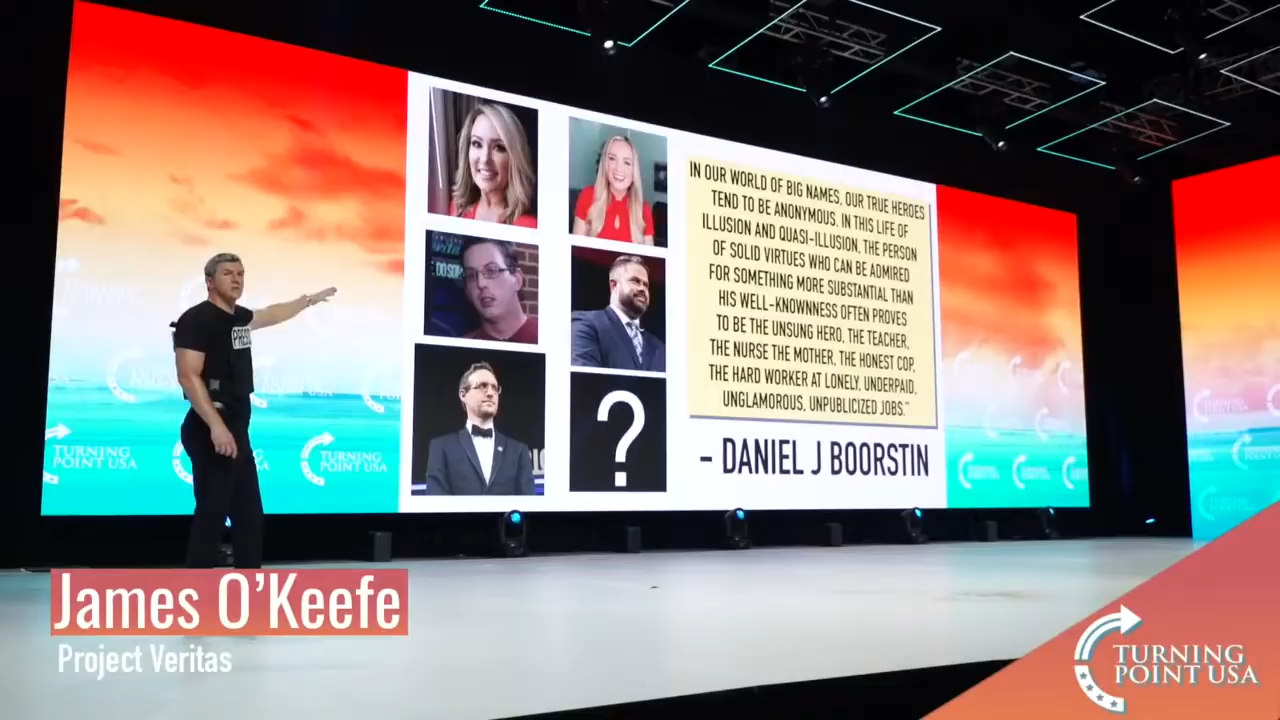 IN OUR WORLD OF BIG NAMES, OUR TRUE HEROES
TEND TO BE ANONYMOUS. IN THIS LIFE OF
ILLUSION AND QUASI-ILLUSION, THE PERSON
OF SOLID VIRTUES WHO CAN BE ADMIRED
FOR SOMETHING MORE SUBSTANTIAL THAN
HIS WELL-KNOWNNESS OFTEN PROVES
TO BE THE UNSUNG HERO, THE TEACHER,
THE NURSE THE MOTHER, THE HONEST COP,
THE HARD WORKER AT LONELY, UNDERPAID,
UNGLAMOROUS, UNPUBLICIZED JOBS."
- DANIEL J BOORSTIN
?
PRESS
TURNING
POINT USA
TURNING
POINT USA
James O'Keefe
Project Veritas
TURNING
POINT USA